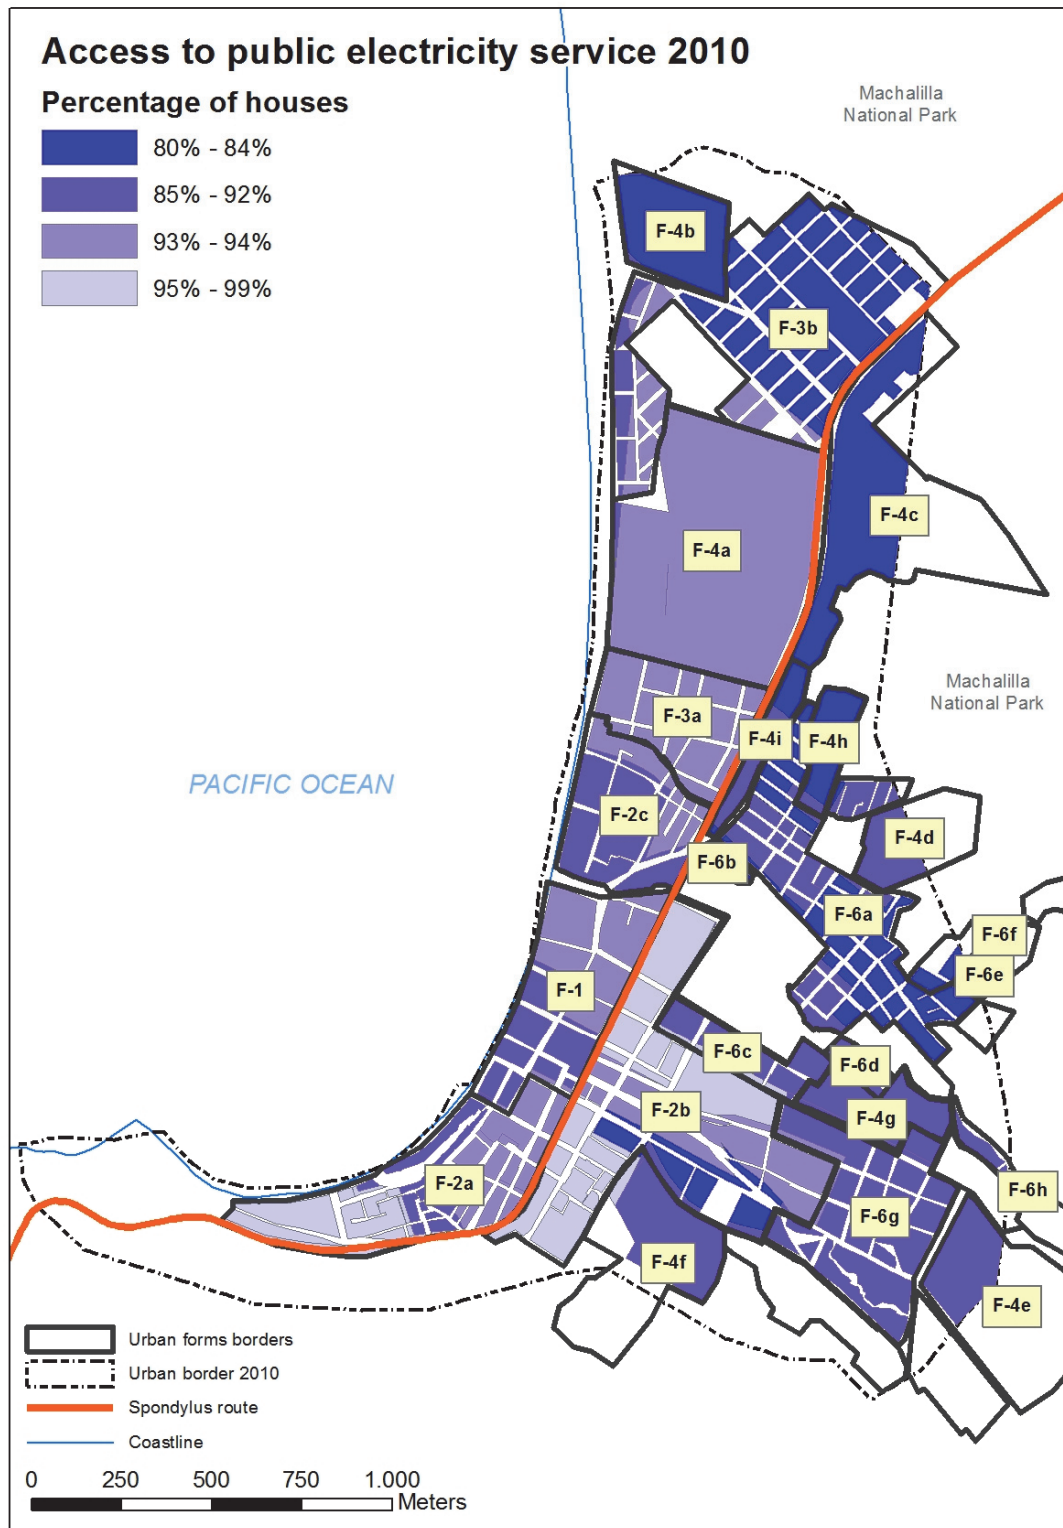 Access to public electricity service 2010
Percentage of houses
80% - 84%
85% - 92%
93% - 94%
95% - 99%
Machalilla
National Park
F-4b
F-3b
F-4c
F-4a
Machalilla
National Park
F-3a
F-4i
F-4h
PACIFIC OCEAN
F-2c
F-4d
F-6b
F-6a
F-6f
F-6e
F-1
F-6c
F-6d
F-2b
F-4g
F-2a
F-6h
F-6g
F-4f
F-4e
Urban forms borders
Urban border 2010
Spondylus route
Coastline
0 250 500 750 1.000
Meters